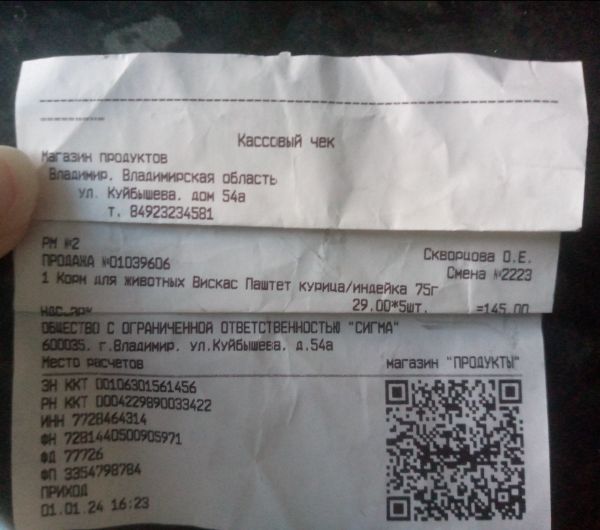 Кассовый чек
Магазин продуктов
Владимир. Владимирская область
ул. Куйбышева. дом 54а
т. 84923234581
РМ №2
Скворцова О.Е.
ПРОДАЖА №01039606
Смена №2223
1 Корм для животных Вискас Паштет курица/индейка 75г
29.00*5шт. =145.00
ОБЩЕСТВО С ОГРАНИЧЕННОЙ ОТВЕТСТВЕННОСТЬЮ "СИГМА"
600035. г.Владимир. ул.Куйбышева. д.54а
Место расчетов магазин "ПРОДУКТЫ"
ЗН ККТ 00106301561456
РН ККТ 0004229890033422
ИНН 7728464314
ФН 7281440500905971
ФД 77726
ФП 3354798784
ПРИХОД
01.01.24 16:23